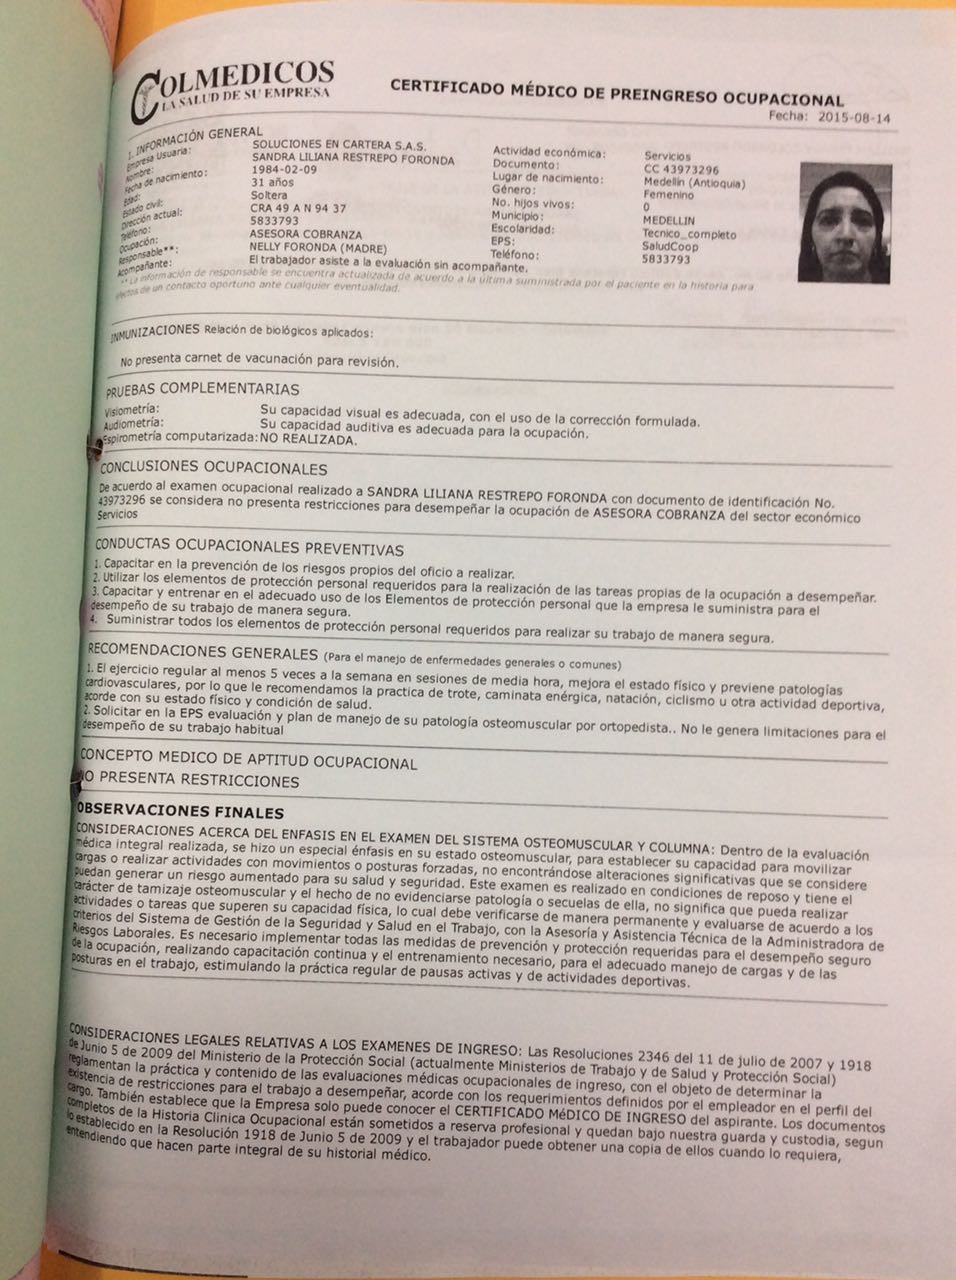 COLMEDICOS
LA SALUD DE SU EMPRESA
CERTIFICADO MÉDICO DE PREINGRESO OCUPACIONAL
Fecha: 2015-08-14
1. INFORMACIÓN GENERAL
Empresa Usuaria: SOLUCIONES EN CARTERA S.A.S. Actividad económica: Servicios
Nombre: SANDRA LILIANA RESTREPO FORONDA Documento: CC 43973296
Fecha de nacimiento: 1984-02-09 Lugar de nacimiento: Medellín (Antioquia)
Edad: 31 años Género: Femenino
Estado civil: Soltera No. hijos vivos: 0
Dirección actual: CRA 49 A N 94 37 Municipio: MEDELLIN
Teléfono: 5833793 Escolaridad: Tecnico_completo
Ocupación: ASESORA COBRANZA EPS: SaludCoop
Responsable**: NELLY FORONDA (MADRE) Teléfono: 5833793
Acompañante: El trabajador asiste a la evaluación sin acompañante.
**La información de responsable se encuentra actualizada de acuerdo a la última suministrada por el paciente en la historia para
efectos de un contacto oportuno ante cualquier eventualidad.
INMUNIZACIONES Relación de biológicos aplicados:
No presenta carnet de vacunación para revisión.
PRUEBAS COMPLEMENTARIAS
Visiometría: Su capacidad visual es adecuada, con el uso de la corrección formulada.
Audiometría: Su capacidad auditiva es adecuada para la ocupación.
Espirometría computarizada: NO REALIZADA.
CONCLUSIONES OCUPACIONALES
De acuerdo al examen ocupacional realizado a SANDRA LILIANA RESTREPO FORONDA con documento de identificación No.
43973296 se considera no presenta restricciones para desempeñar la ocupación de ASESORA COBRANZA del sector económico
Servicios
CONDUCTAS OCUPACIONALES PREVENTIVAS
1. Capacitar en la prevención de los riesgos propios del oficio a realizar.
2. Utilizar los elementos de protección personal requeridos para la realización de las tareas propias de la ocupación a desempeñar.
3. Capacitar y entrenar en el adecuado uso de los Elementos de protección personal que la empresa le suministra para el
desempeño de su trabajo de manera segura.
4. Suministrar todos los elementos de protección personal requeridos para realizar su trabajo de manera segura.
RECOMENDACIONES GENERALES (Para el manejo de enfermedades generales o comunes)
1. El ejercicio regular al menos 5 veces a la semana en sesiones de media hora, mejora el estado físico y previene patologías
cardiovasculares, por lo que le recomendamos la practica de trote, caminata enérgica, natación, ciclismo u otra actividad deportiva,
acorde con su estado físico y condición de salud.
2. Solicitar en la EPS evaluación y plan de manejo de su patología osteomuscular por ortopedista.. No le genera limitaciones para el
desempeño de su trabajo habitual
CONCEPTO MEDICO DE APTITUD OCUPACIONAL
NO PRESENTA RESTRICCIONES
OBSERVACIONES FINALES
CONSIDERACIONES ACERCA DEL ENFASIS EN EL EXAMEN DEL SISTEMA OSTEOMUSCULAR Y COLUMNA: Dentro de la evaluación
médica integral realizada, se hizo un especial énfasis en su estado osteomuscular, para establecer su capacidad para movilizar
cargas o realizar actividades con movimientos o posturas forzadas, no encontrándose alteraciones significativas que se considere
puedan generar un riesgo aumentado para su salud y seguridad. Este examen es realizado en condiciones de reposo y tiene el
carácter de tamizaje osteomuscular y el hecho de no evidenciarse patología o secuelas de ella, no significa que pueda realizar
actividades o tareas que superen su capacidad física, lo cual debe verificarse de manera permanente y evaluarse de acuerdo a los
criterios del Sistema de Gestión de la Seguridad y Salud en el Trabajo, con la Asesoría y Asistencia Técnica de la Administradora de
Riesgos Laborales. Es necesario implementar todas las medidas de prevención y protección requeridas para el desempeño seguro
de la ocupación, realizando capacitación continua y el entrenamiento necesario, para el adecuado manejo de cargas y de las
posturas en el trabajo, estimulando la práctica regular de pausas activas y de actividades deportivas.
CONSIDERACIONES LEGALES RELATIVAS A LOS EXAMENES DE INGRESO: Las Resoluciones 2346 del 11 de julio de 2007 y 1918
de Junio 5 de 2009 del Ministerio de la Protección Social (actualmente Ministerios de Trabajo y de Salud y Protección Social)
reglamentan la práctica y contenido de las evaluaciones médicas ocupacionales de ingreso, con el objeto de determinar la
existencia de restricciones para el trabajo a desempeñar, acorde con los requerimientos definidos por el empleador en el perfil del
cargo. También establece que la Empresa solo puede conocer el CERTIFICADO MéDICO DE INGRESO del aspirante. Los documentos
completos de la Historia Clinica Ocupacional están sometidos a reserva profesional y quedan bajo nuestra guarda y custodia, segun
lo establecido en la Resolución 1918 de Junio 5 de 2009 y el trabajador puede obtener una copia de ellos cuando lo requiera,
entendiendo que hacen parte integral de su historial médico.